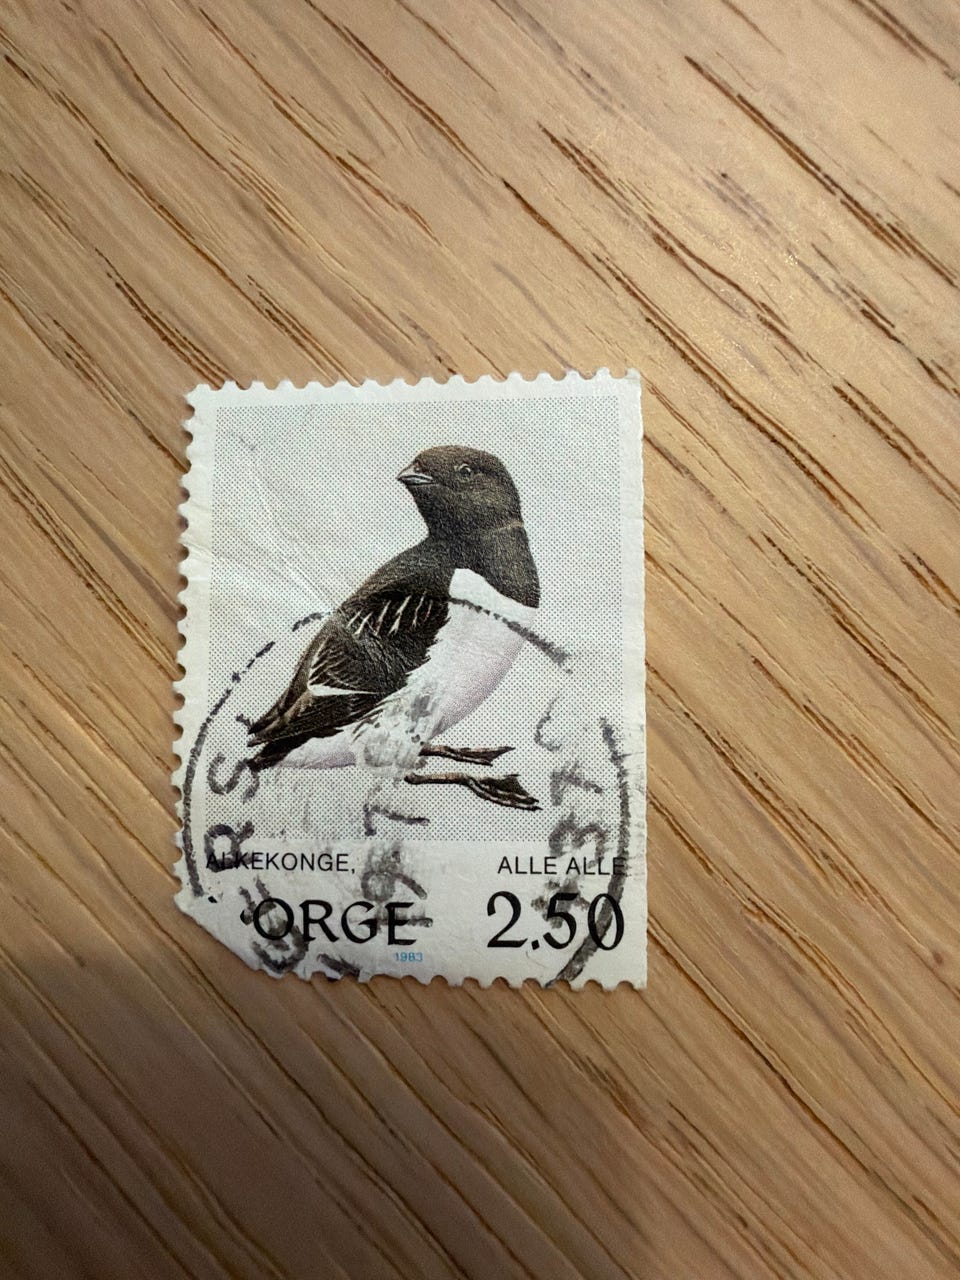 ALKEKONGE, ALLE ALLE
ORGE 2.50
1983